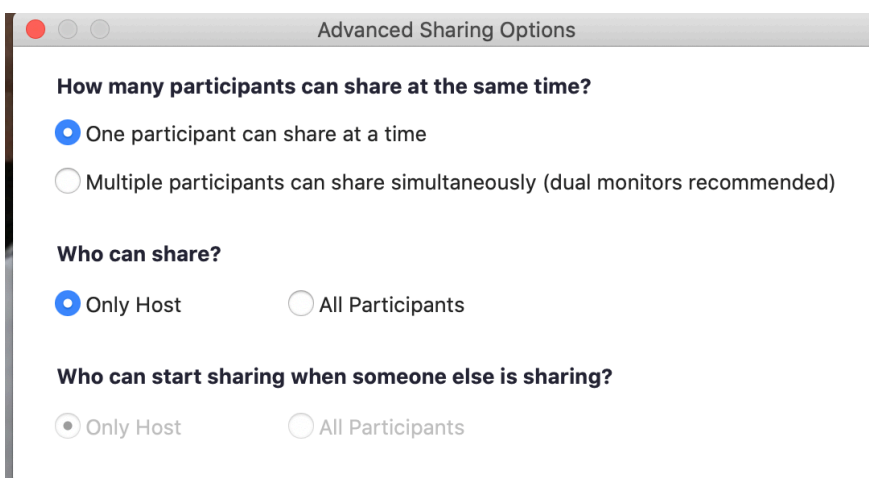 Advanced Sharing Options
How many participants can share at the same time?
One participant can share at a time
Multiple participants can share simultaneously (dual monitors recommended)
Who can share?
Only Host All Participants
Who can start sharing when someone else is sharing?
Only Host All Participants